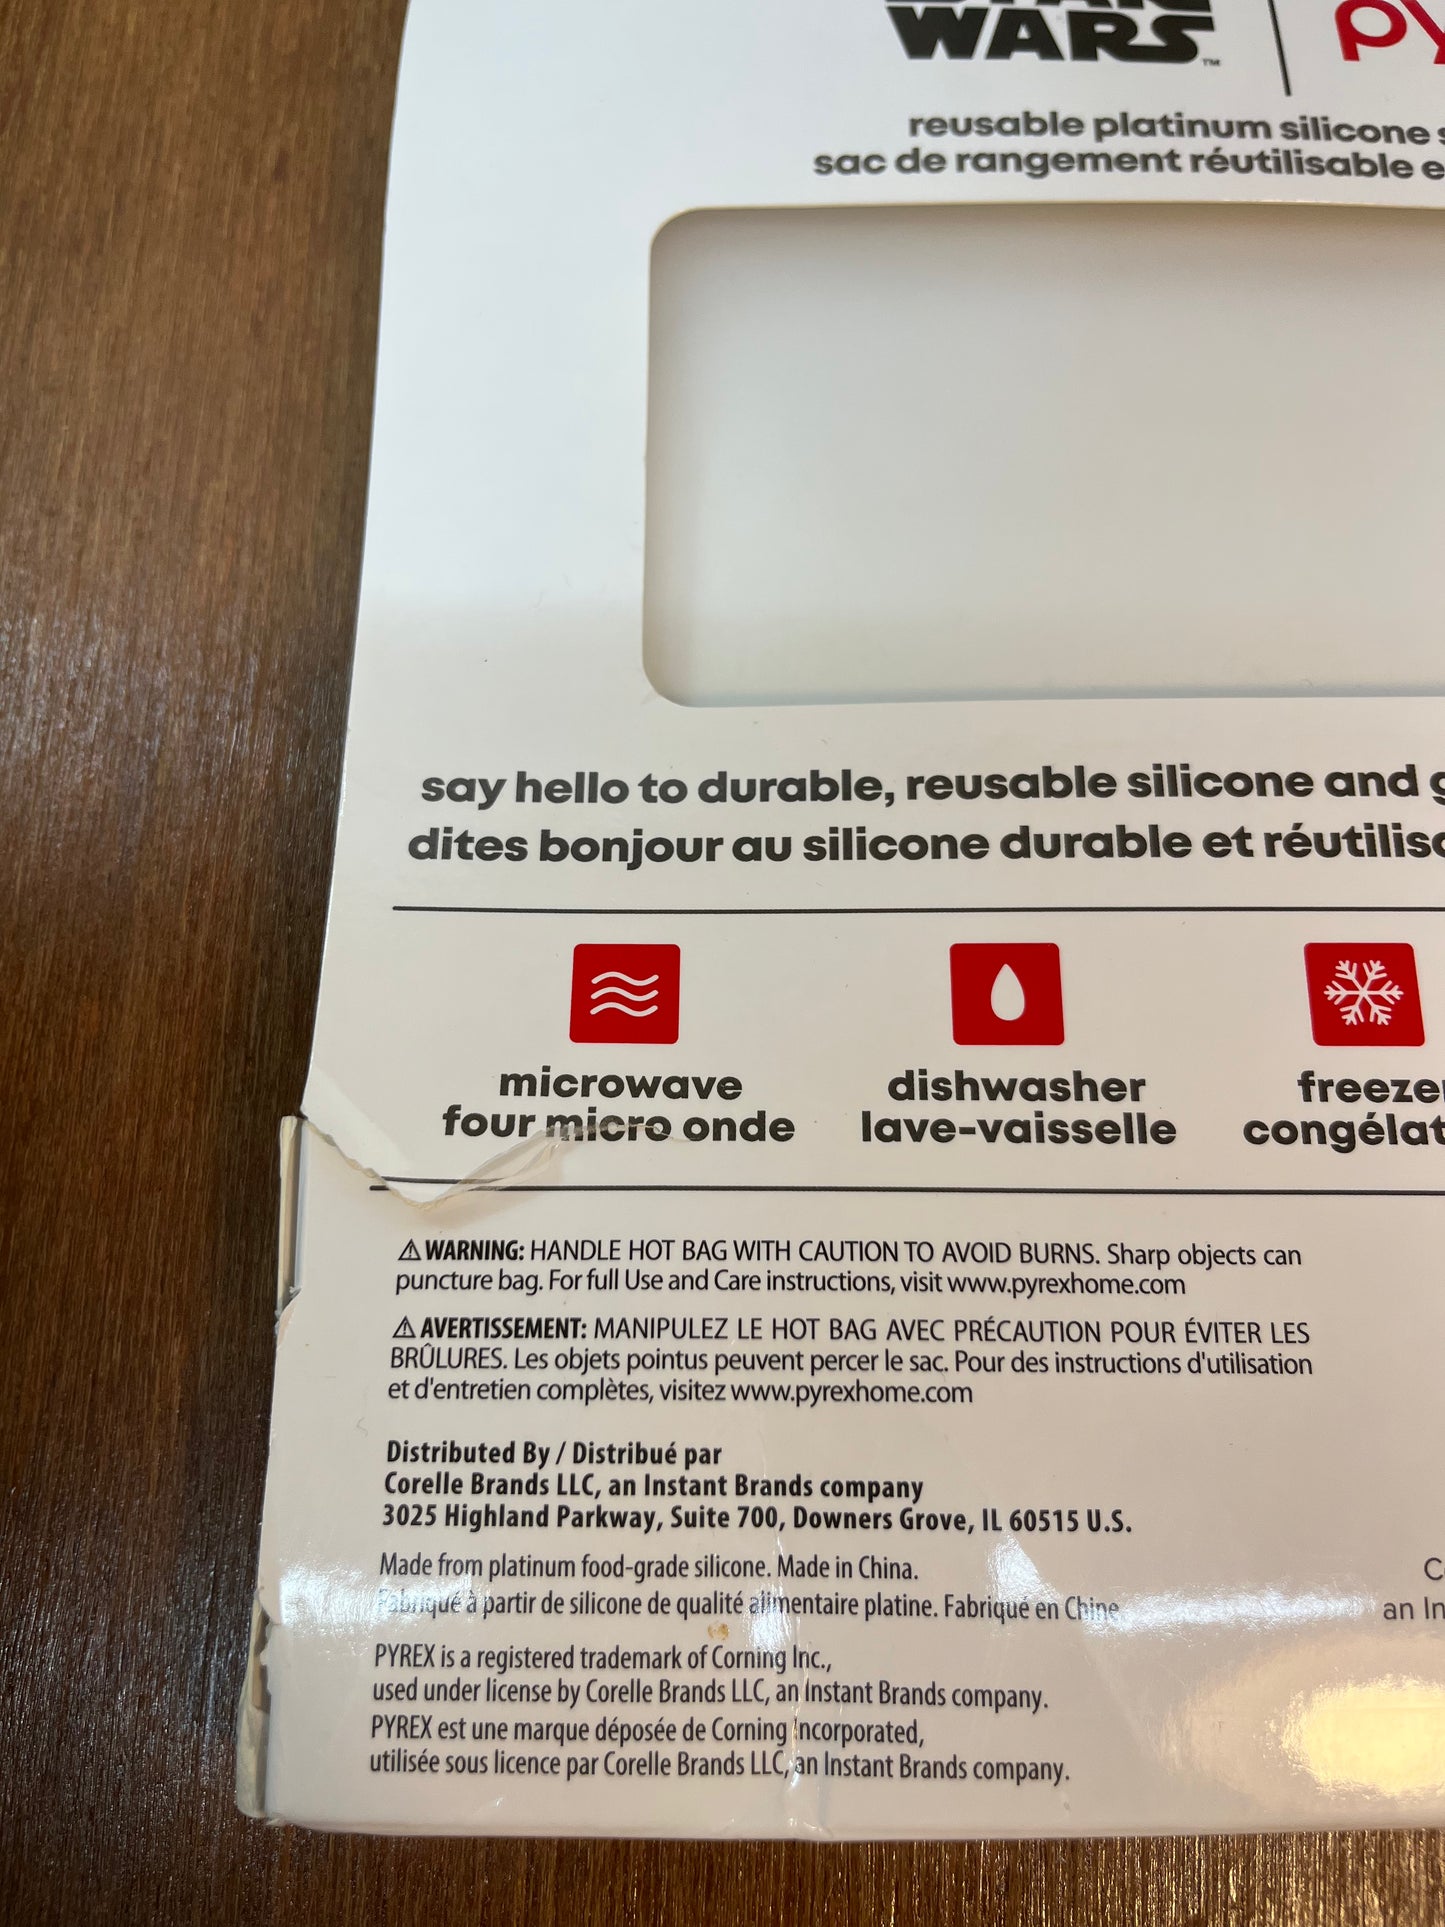 WARS™
reusable platinum silicone
sac de rangement réutilisable
say hello to durable, reusable silicone and
dites bonjour au silicone durable et
microwave
four micro onde
dishwasher
lave-vaisselle
⚠ WARNING: HANDLE HOT BAG WITH CAUTION TO AVOID BURNS. Sharp objects can
puncture bag. For full Use and Care instructions, visit www.pyrexhome.com
⚠ AVERTISSEMENT: MANIPULEZ LE HOT BAG AVEC PRÉCAUTION POUR ÉVITER LES
BRÛLURES. Les objets pointus peuvent percer le sac. Pour des instructions d'utilisation
et d'entretien complètes, visitez www.pyrexhome.com
Distributed By / Distribué par
Corelle Brands LLC, an Instant Brands company
3025 Highland Parkway, Suite 700, Downers Grove, IL 60515 U.S.
Made from platinum food-grade silicone. Made in China.
Fabriqué à partir de silicone de qualité alimentaire platine. Fabriqué en Chine
an
PYREX is a registered trademark of Corning Inc.,
used under license by Corelle Brands LLC, an Instant Brands company.
PYREX est une marque déposée de Corning Incorporated,
utilisée sous licence par Corelle Brands LLC, an Instant Brands company.